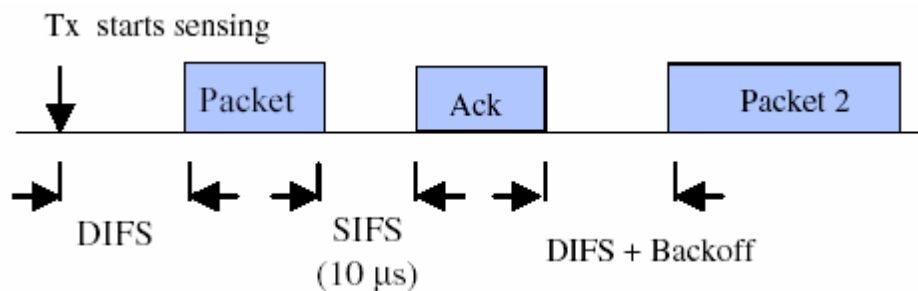 Tx starts sensing
Packet
Ack
Packet 2
DIFS
SIFS
(10 μs)
DIFS + Backoff